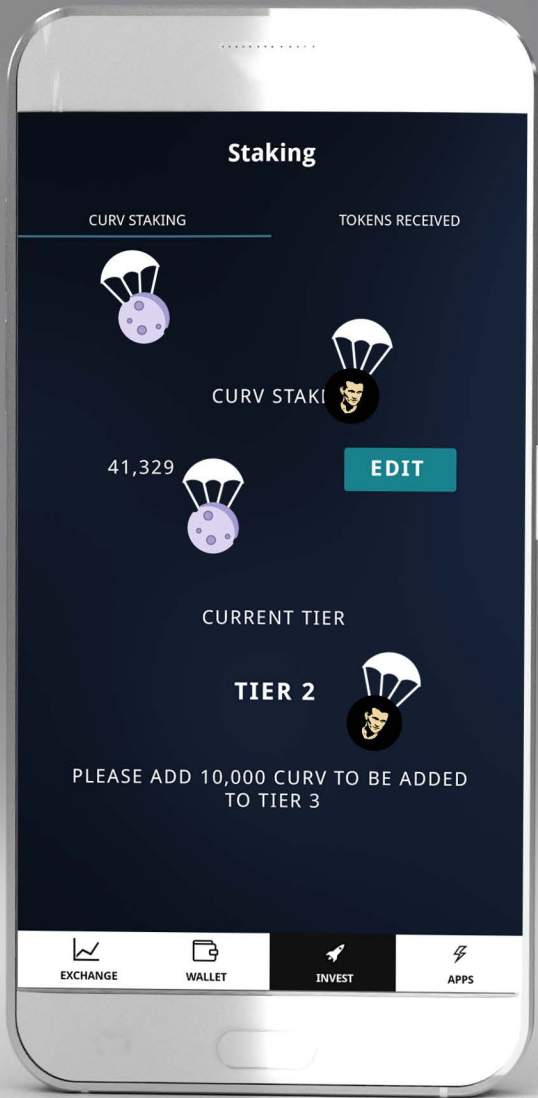 Staking
CURV STAKING
TOKENS RECEIVED
CURV
41,329
EDIT
CURRENT TIER
TIER 2
PLEASE ADD 10,000 CURV TO BE ADDED
TO TIER 3
EXCHANGE
WALLET
INVEST
APPS